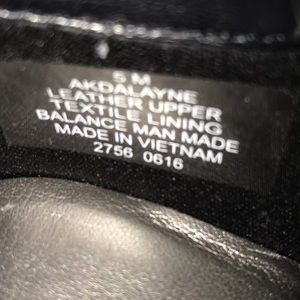 5 M
AKDALAYNE
LEATHER UPPER
TEXTILE LINING
BALANCE MAN MADE
MADE IN VIETNAM
2756 0616